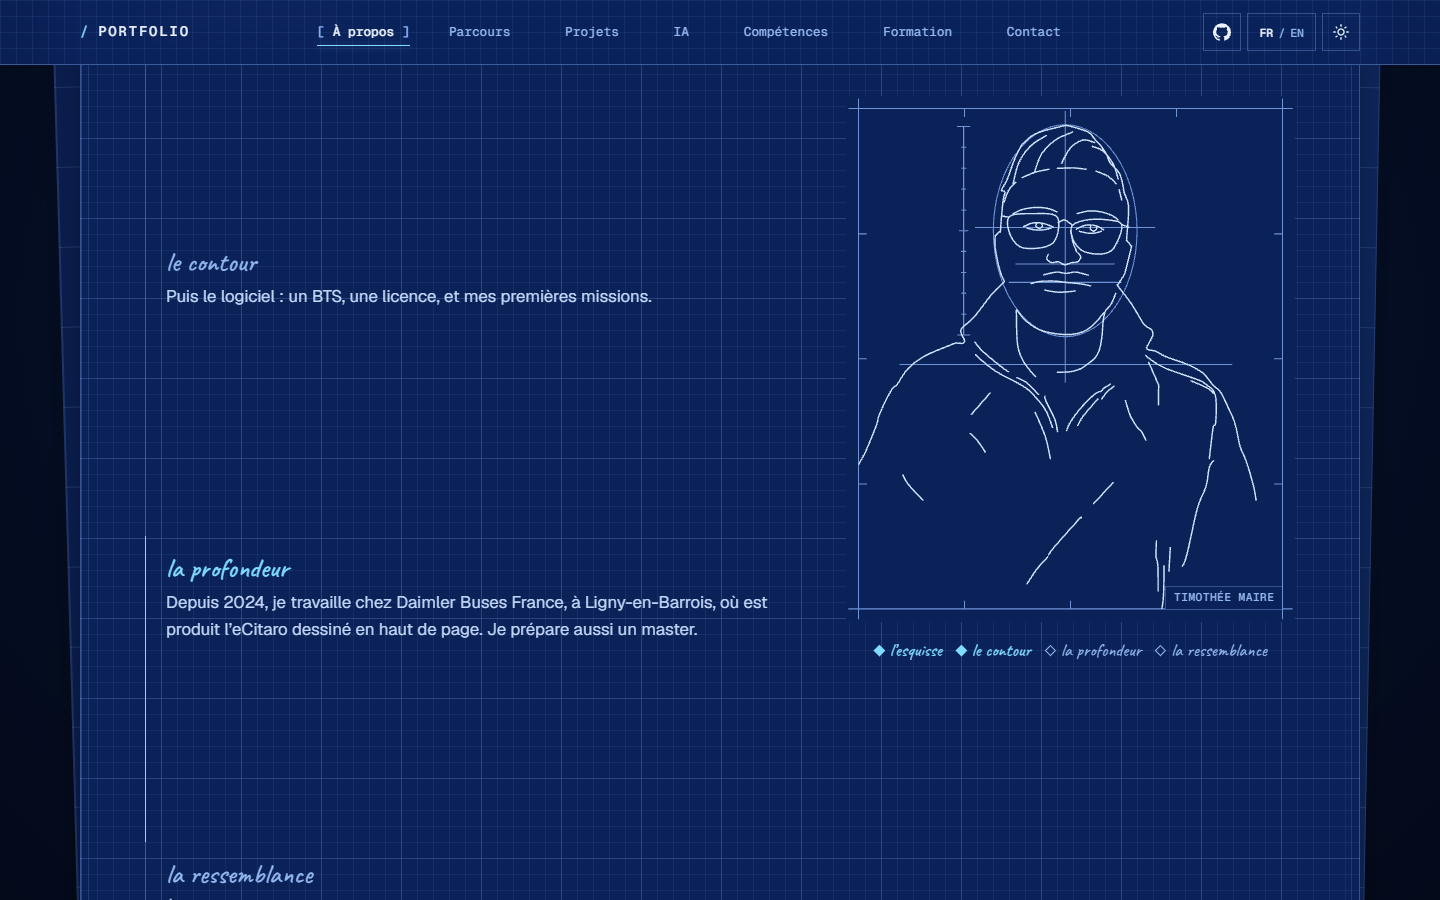 / PORTFOLIO
[ À propos ]
Parcours
Projets
IA
Compétences
Formation
Contact
FR / EN
le contour
Puis le logiciel : un BTS, une licence, et mes premières missions.
la profondeur
Depuis 2024, je travaille chez Daimler Buses France, à Ligny-en-Barrois, où est
produit l’eCitaro dessiné en haut de page. Je prépare aussi un master.
la ressemblance
TIMOTHÉE MAIRE
l’esquisse
le contour
la profondeur
la ressemblance